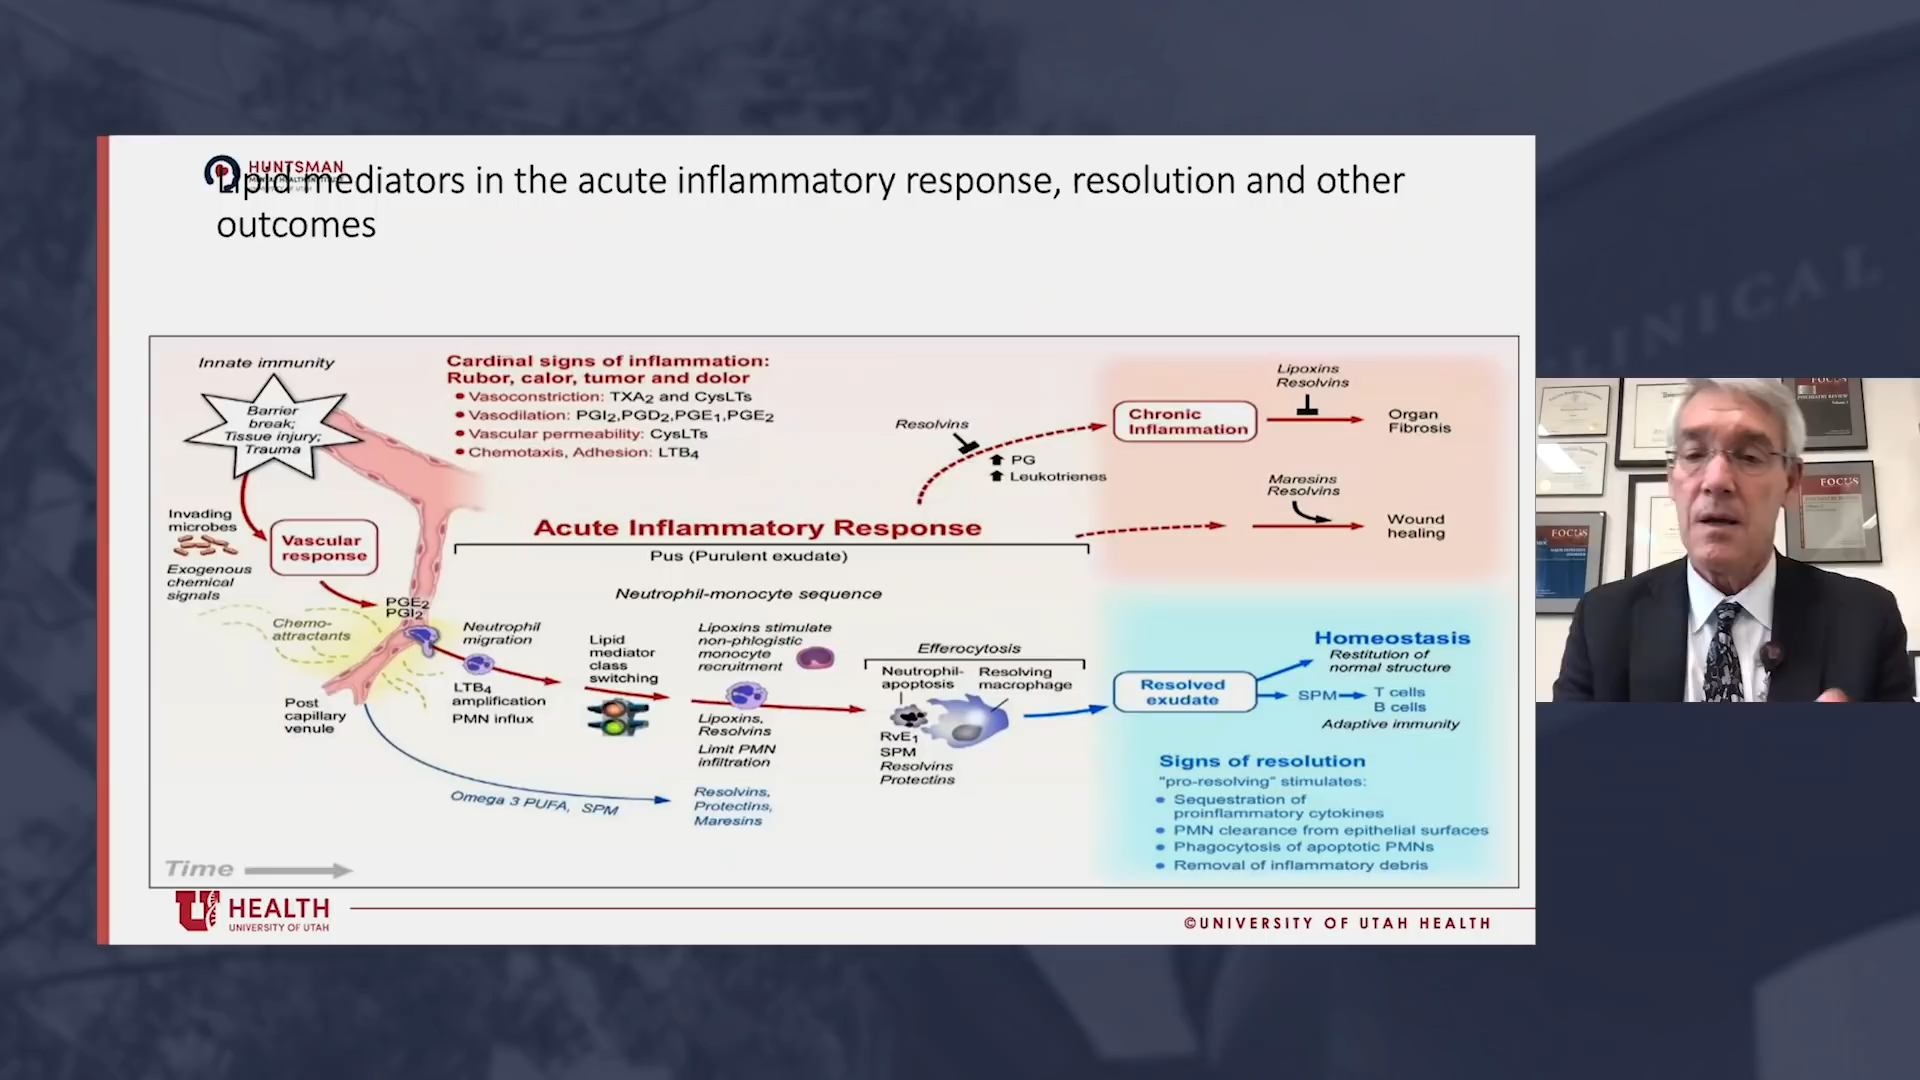 HUNTSMAN
Lipid mediators in the acute inflammatory response, resolution and other
outcomes
Innate immunity
Barrier
break;
Tissue injury;
Trauma
Cardinal signs of inflammation:
Rubor, calor, tumor and dolor
• Vasoconstriction: TXA2 and CysLTs
• Vasodilation: PGI2,PGD2,PGE1,PGE2
• Vascular permeability: CysLTs
• Chemotaxis, Adhesion: LTB4
Resolvins
PG
Leukotrienes
Chronic
Inflammation
Lipoxins
Resolvins
Organ
Fibrosis
Maresins
Resolvins
Wound
healing
Invading
microbes
Exogenous
chemical
signals
Vascular
response
Acute Inflammatory Response
Pus (Purulent exudate)
Neutrophil-monocyte sequence
PGE2
PGI2
Chemo-
attractants
Post
capillary
venule
Neutrophil
migration
LTB4
amplification
PMN influx
Lipid
mediator
class
switching
Lipoxins stimulate
non-phlogistic
monocyte
recruitment
Lipoxins,
Resolvins
Limit PMN
infiltration
Efferocytosis
Neutrophil-
apoptosis
Resolving
macrophage
RvE1
SPM
Resolvins
Protectins
Omega 3 PUFA, SPM
Resolvins,
Protectins,
Maresins
Resolved
exudate
Homeostasis
Restitution of
normal structure
SPM
T cells
B cells
Adaptive immunity
Signs of resolution
"pro-resolving" stimulates:
• Sequestration of
proinflammatory cytokines
• PMN clearance from epithelial surfaces
• Phagocytosis of apoptotic PMNs
• Removal of inflammatory debris
Time
U HEALTH
UNIVERSITY OF UTAH
©UNIVERSITY OF UTAH HEALTH
CLINICAL
FOCUS
FOCUS
PSYCHIATRY REVIEW